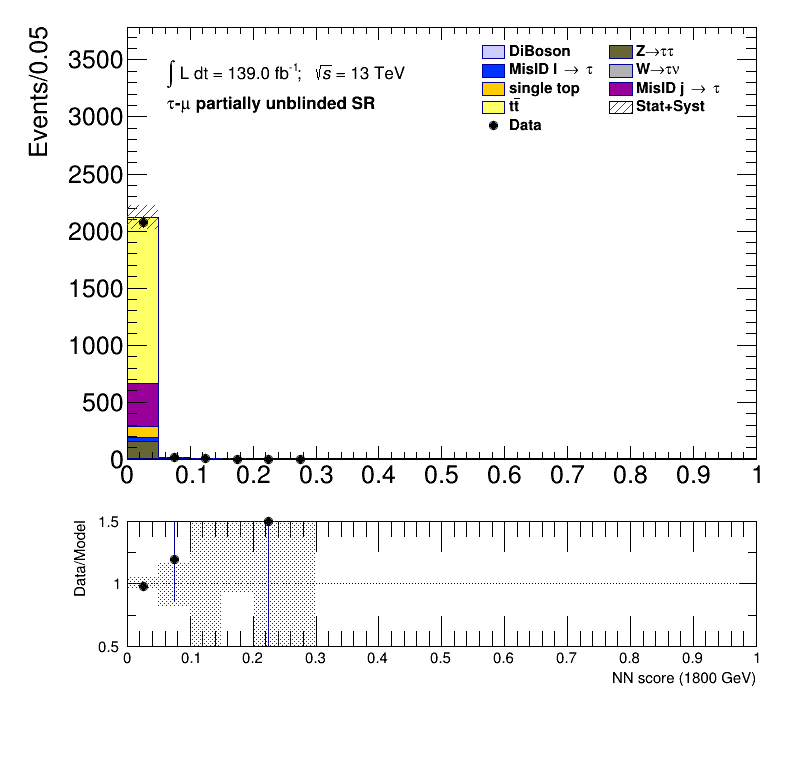 Events/0.05
3500
3000
2500
2000
1500
1000
500
0
∫ L dt = 139.0 fb⁻¹; √s = 13 TeV
τ-μ partially unblinded SR
DiBoson
MisID l → τ
single top
tt̄
Data
Z→ττ
W→τν
MisID j → τ
Stat+Syst
0 0.1 0.2 0.3 0.4 0.5 0.6 0.7 0.8 0.9 1
Data/Model
1.5
1
0.5
0 0.1 0.2 0.3 0.4 0.5 0.6 0.7 0.8 0.9 1
NN score (1800 GeV)